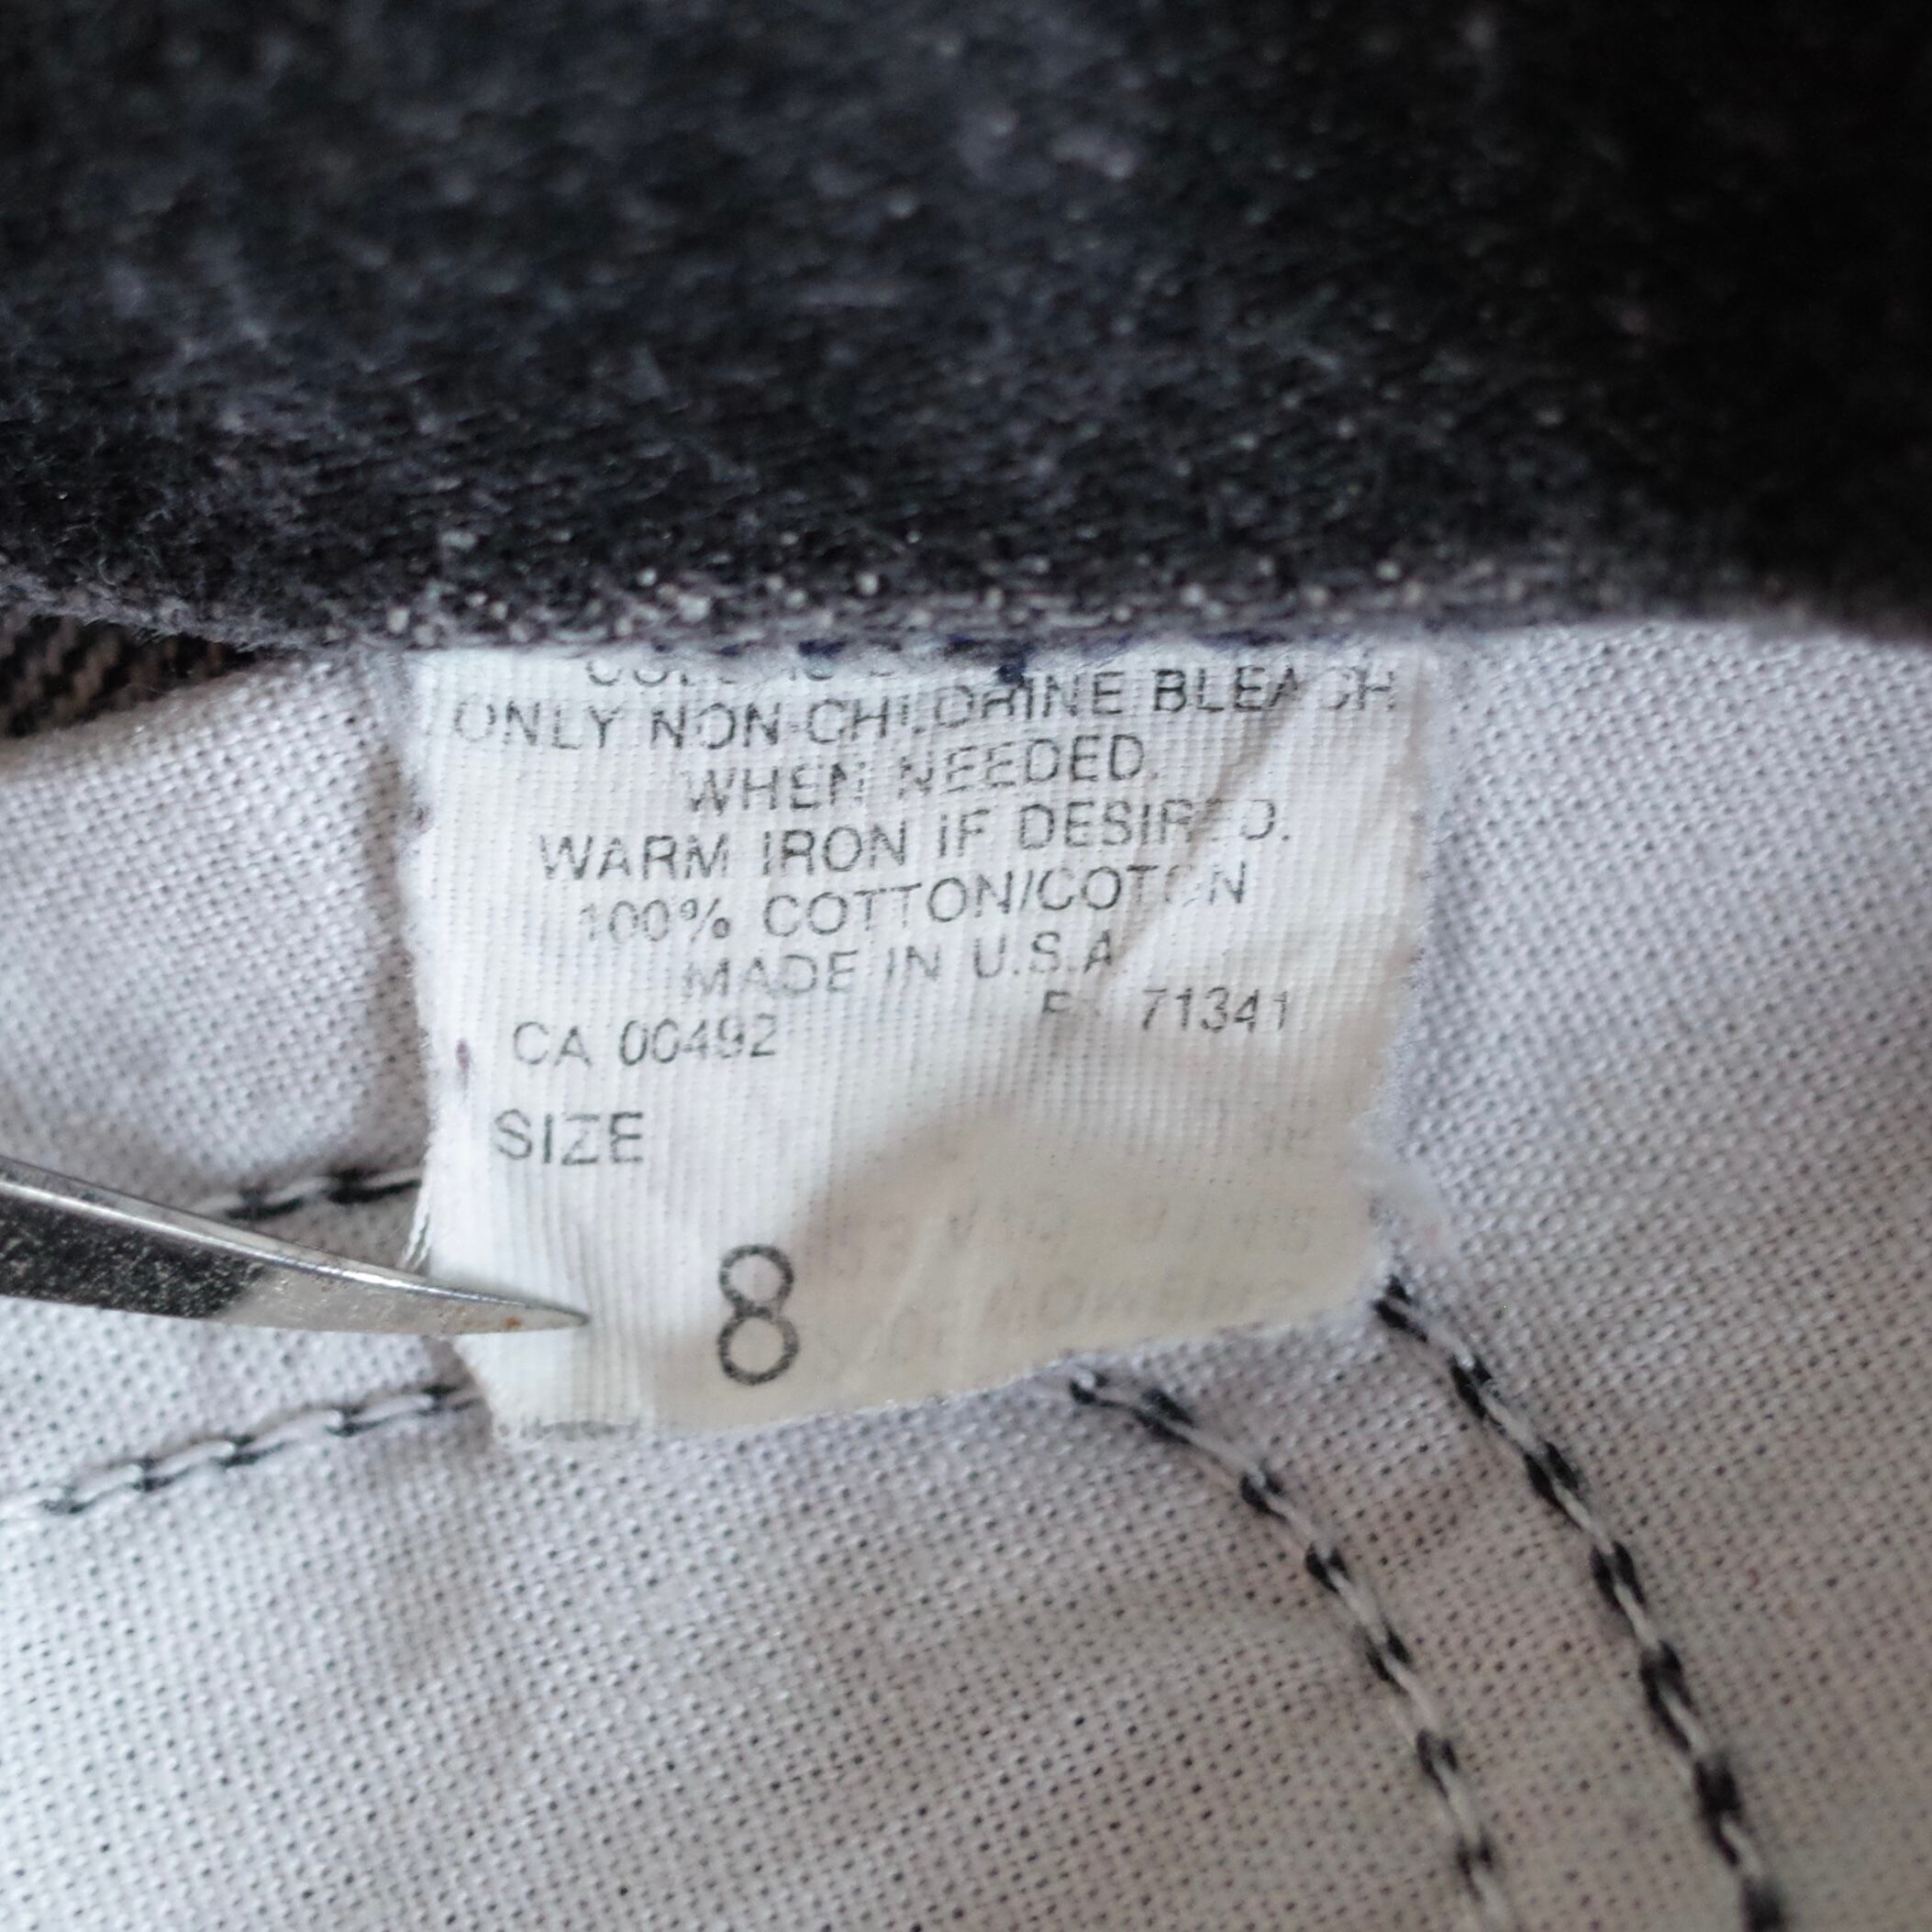 ONLY NON-CHLORINE BLEACH
WHEN NEEDED.
WARM IRON IF DESIRED.
100% COTTON/COTON
MADE IN U.S.A
CA 00492 71341
SIZE
8